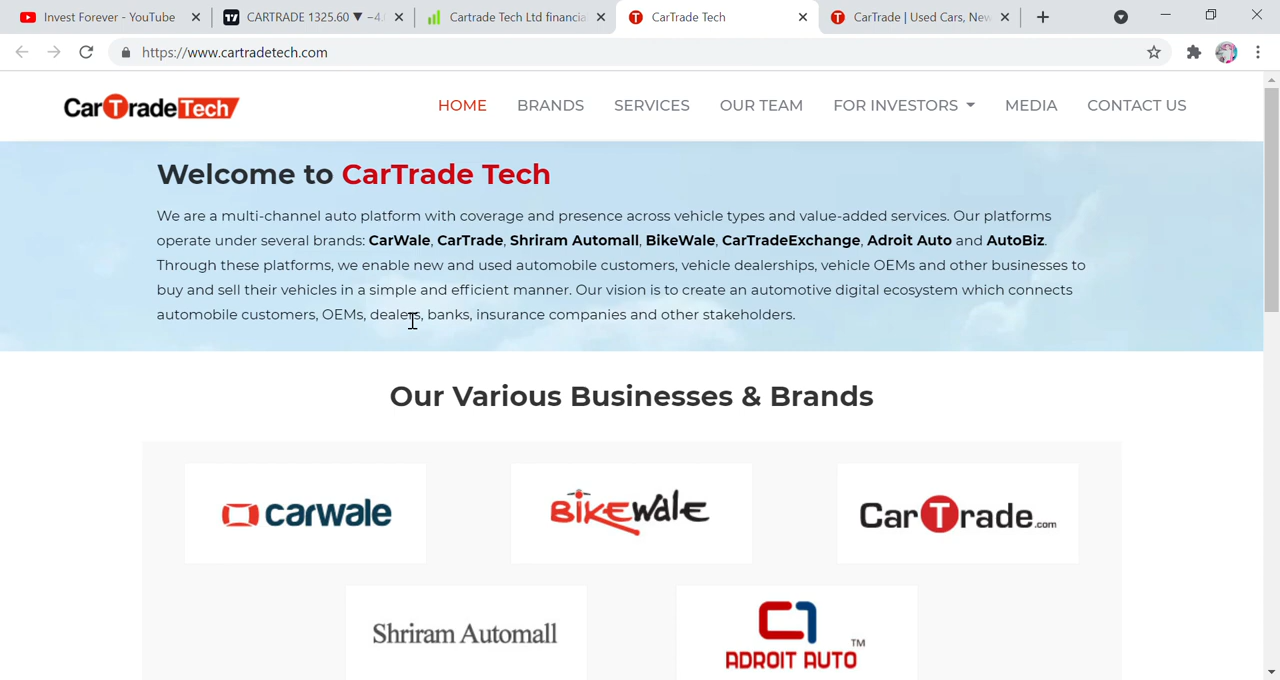 Invest Forever - YouTube
CARTRADE 1325.60 ▼ −4.
Cartrade Tech Ltd financia
CarTrade Tech
CarTrade | Used Cars, New
https://www.cartradetech.com
CarTradeTech
HOME BRANDS SERVICES OUR TEAM FOR INVESTORS MEDIA CONTACT US
Welcome to CarTrade Tech
We are a multi-channel auto platform with coverage and presence across vehicle types and value-added services. Our platforms
operate under several brands: CarWale, CarTrade, Shriram Automall, BikeWale, CarTradeExchange, Adroit Auto and AutoBiz.
Through these platforms, we enable new and used automobile customers, vehicle dealerships, vehicle OEMs and other businesses to
buy and sell their vehicles in a simple and efficient manner. Our vision is to create an automotive digital ecosystem which connects
automobile customers, OEMs, dealers, banks, insurance companies and other stakeholders.
Our Various Businesses & Brands
carwale
BikeWale
CarTrade.com
Shriram Automall
ADROIT AUTO TM